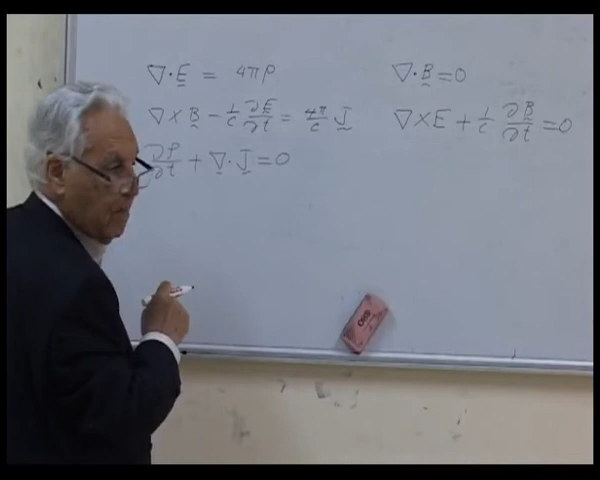 ∇·E = 4πρ ∇·B = 0
∇×B − 1/c ∂E/∂t = 4π/c J ∇×E + 1/c ∂B/∂t = 0
∂ρ/∂t + ∇·J = 0